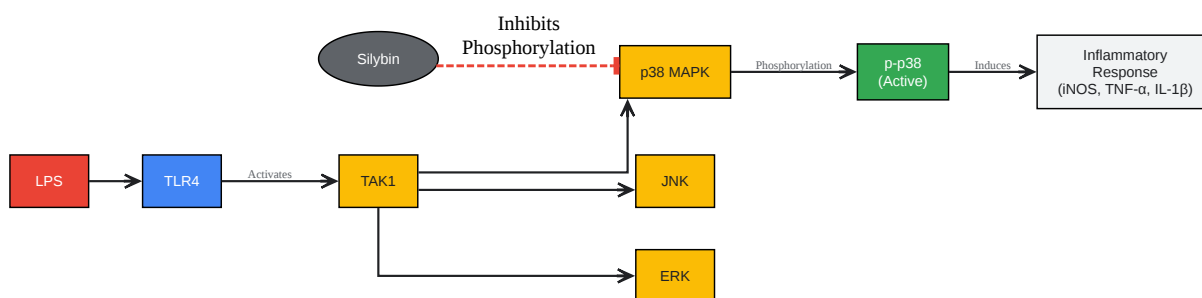 Inhibits
Phosphorylation
Silybin
p38 MAPK
Phosphorylation
p-p38
(Active)
Induces
Inflammatory
Response
(iNOS, TNF-α, IL-1β)
LPS
TLR4
Activates
TAK1
JNK
ERK